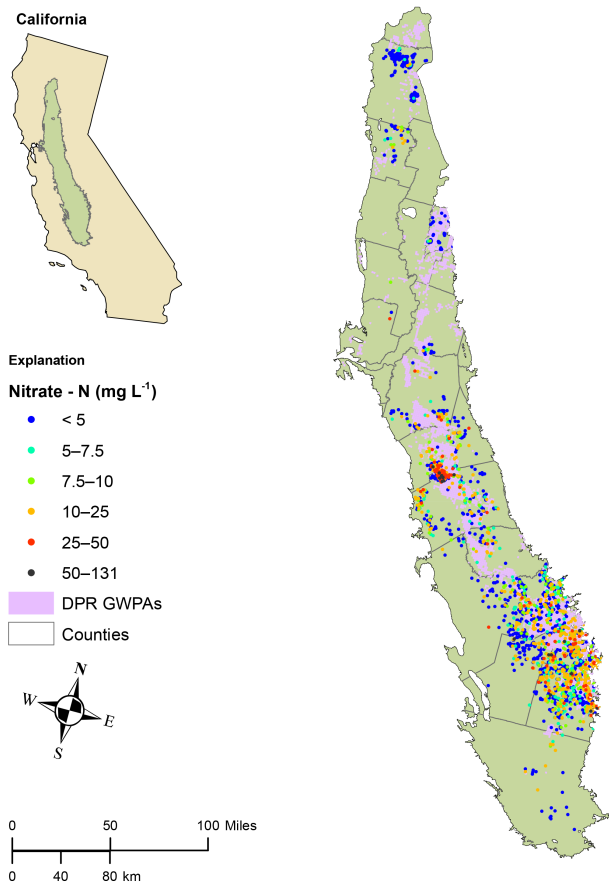 California
Explanation
Nitrate - N (mg L-1)
< 5
5–7.5
7.5–10
10–25
25–50
50–131
DPR GWPAs
Counties
N
W
E
S
0 50 100 Miles
0 40 80 km